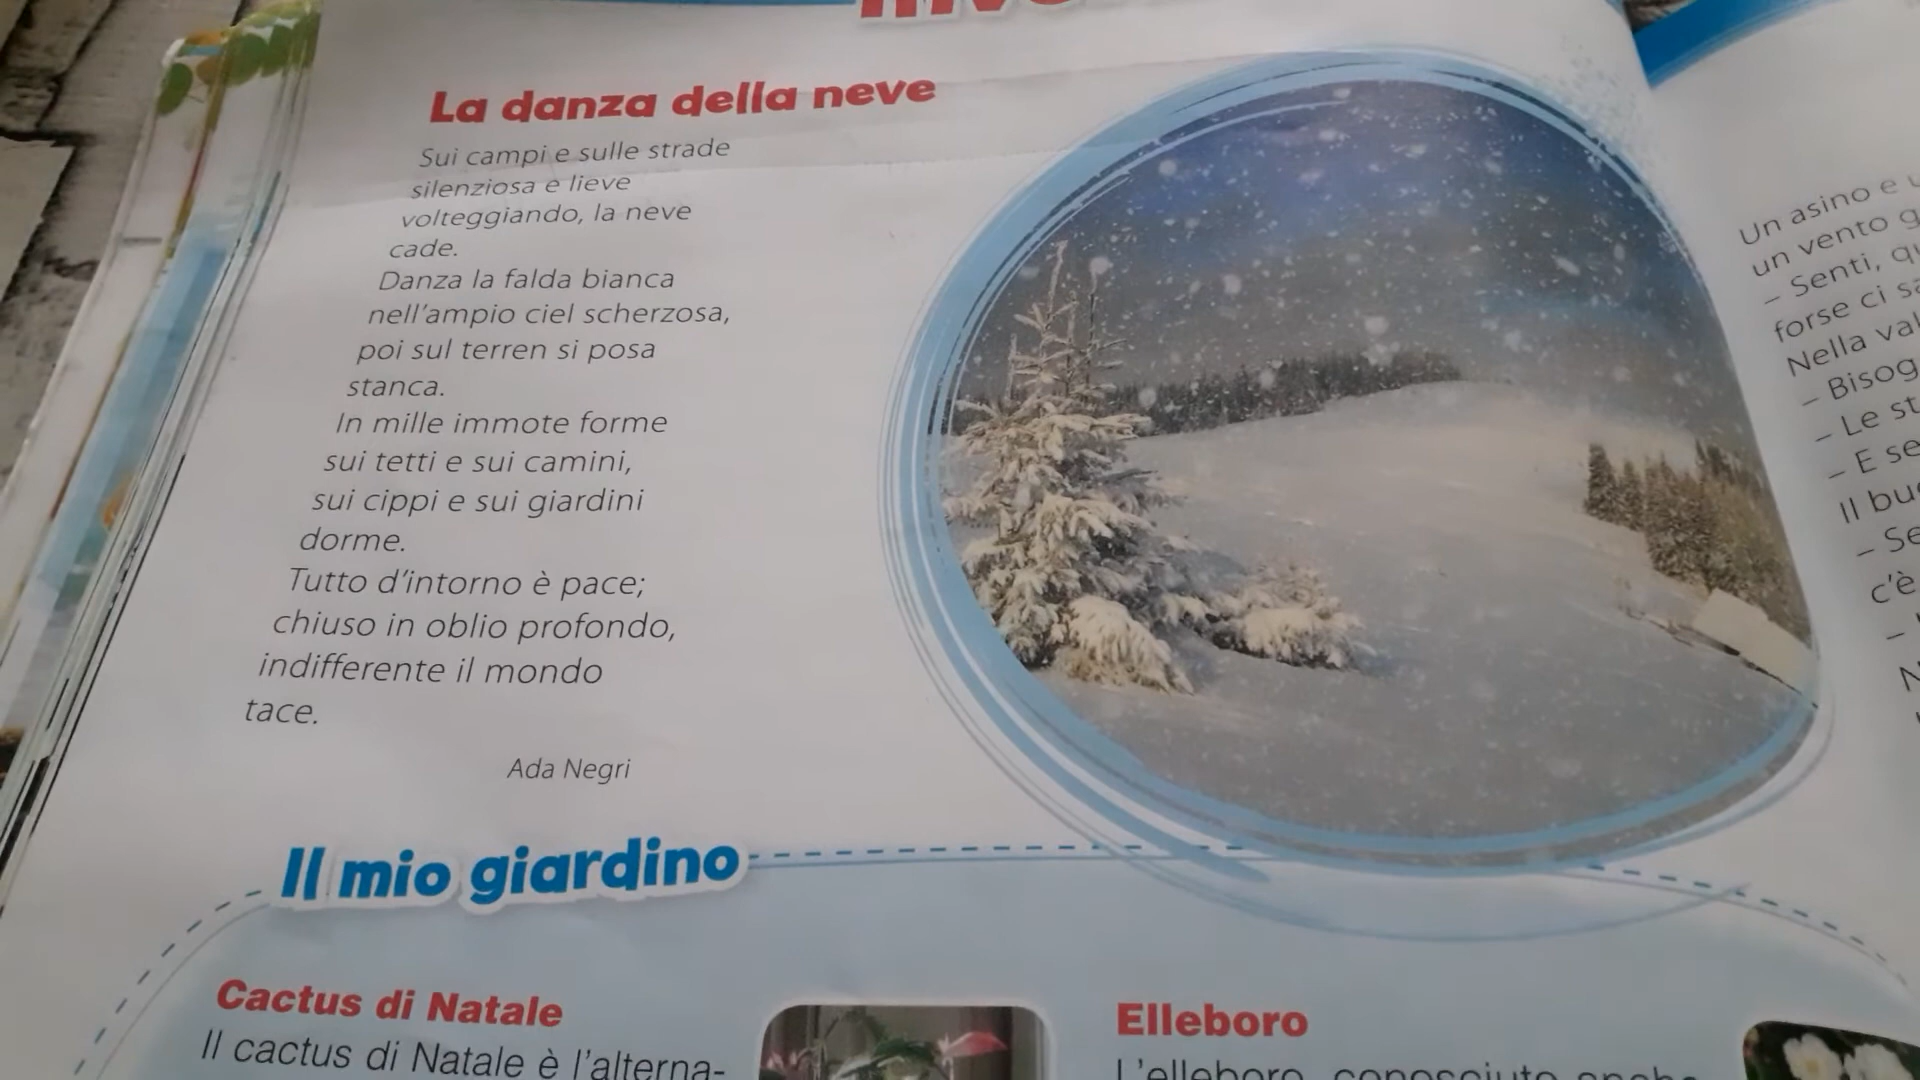 La danza della neve
Sui campi e sulle strade
silenziosa e lieve
volteggiando, la neve
cade.
Danza la falda bianca
nell'ampio ciel scherzosa,
poi sul terren si posa
stanca.
In mille immote forme
sui tetti e sui camini,
sui cippi e sui giardini
dorme.
Tutto d'intorno è pace;
chiuso in oblio profondo,
indifferente il mondo
tace.
Ada Negri
Il mio giardino
Cactus di Natale
Il cactus di Natale è l'alterna-
Elleboro
L'elleboro, conosciuto anche
Un asino e
un vento
– Senti,
forse ci
Nella
–
– Le
– E
Il
–
c'è
–